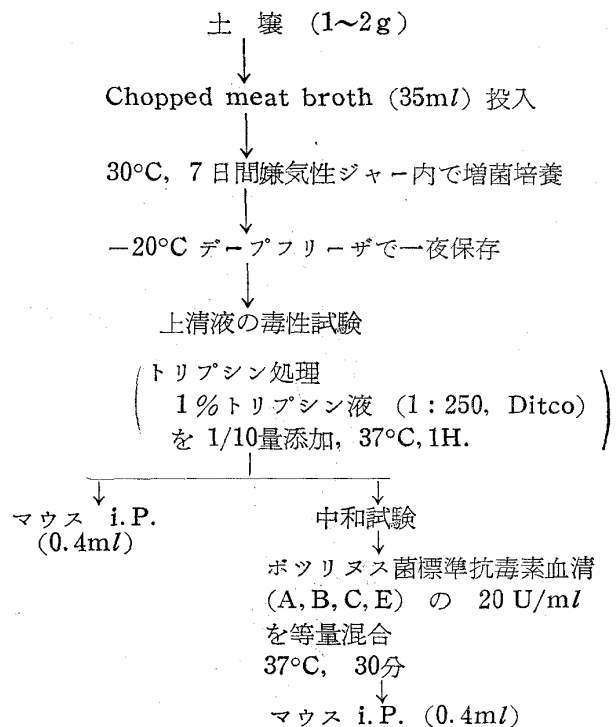 土 壌 (1~2g)
Chopped meat broth (35ml) 投入
30°C, 7日間嫌気性ジャー内で増菌培養
−20°C デープフリーザで一夜保存
上清液の毒性試験
トリプシン処理
1%トリプシン液 (1:250, Ditco)
を 1/10量添加, 37°C, 1H.
マウス i.P.
(0.4ml)
中和試験
ボツリヌス菌標準抗毒素血清
(A, B, C, E) の 20 U/ml
を等量混合
37°C, 30分
マウス i.P. (0.4ml)